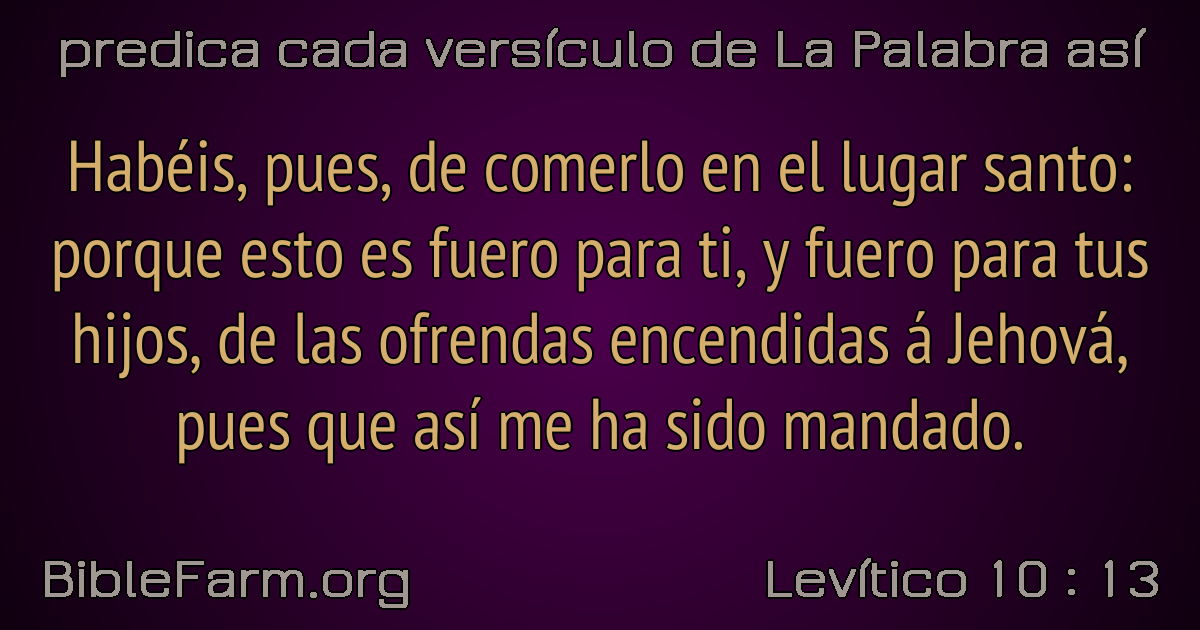 predica cada versículo de La Palabra así
Habéis, pues, de comerlo en el lugar santo:
porque esto es fuero para ti, y fuero para tus
hijos, de las ofrendas encendidas á Jehová,
pues que así me ha sido mandado.
BibleFarm.org
Levítico 10 : 13